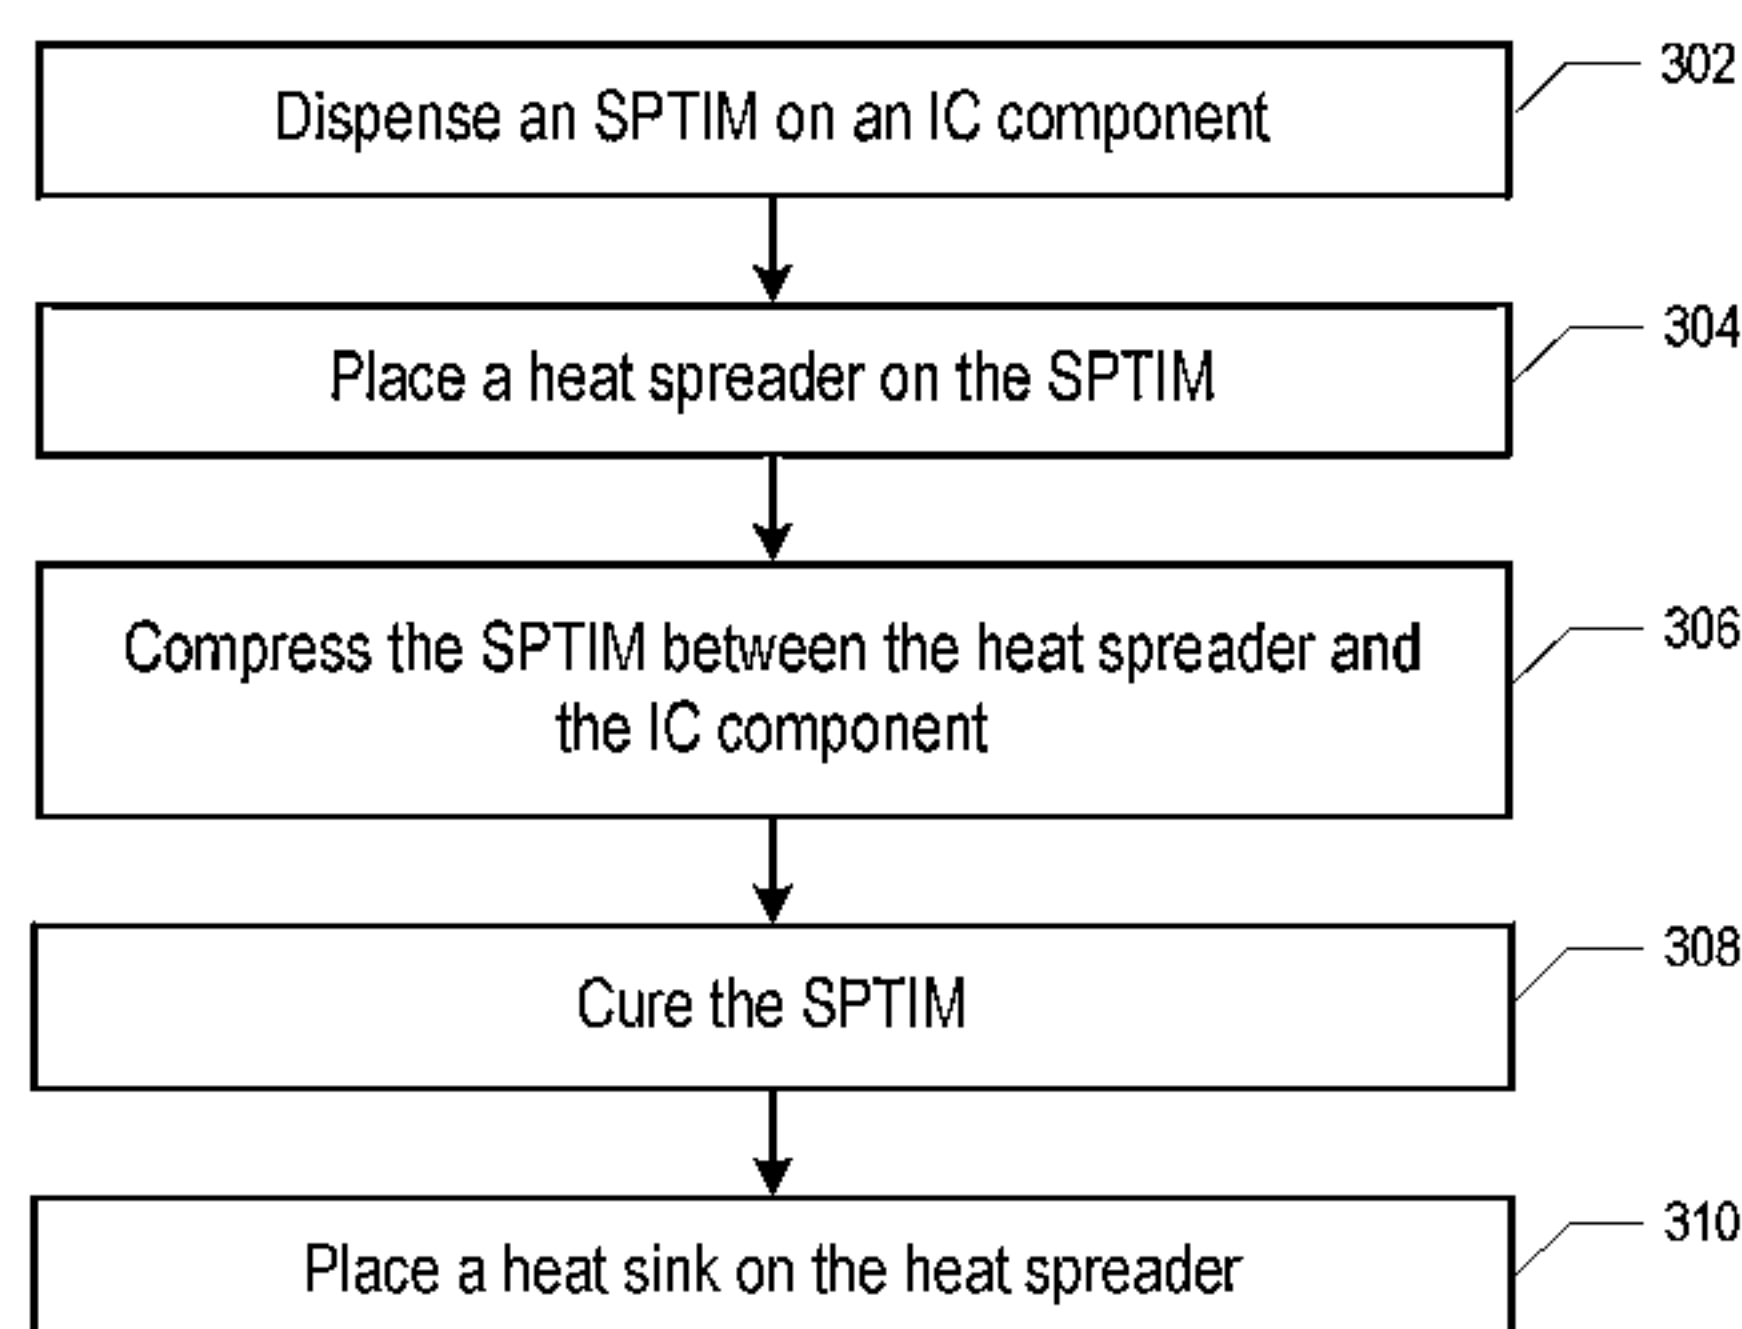 302
Dispense an SPTIM on an IC component
304
Place a heat spreader on the SPTIM
306
Compress the SPTIM between the heat spreader and
the IC component
308
Cure the SPTIM
310
Place a heat sink on the heat spreader